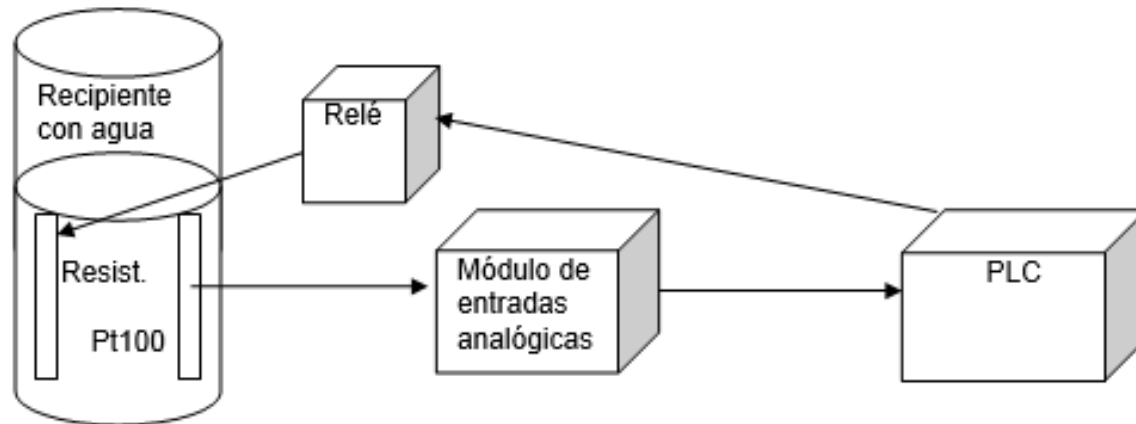 Recipiente
con agua
Relé
Resist.
Pt100
Módulo de
entradas
analógicas
PLC